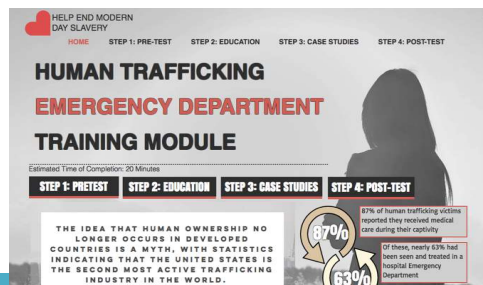 HELP END MODERN
DAY SLAVERY
HOME STEP 1: PRE-TEST STEP 2: EDUCATION STEP 3: CASE STUDIES STEP 4: POST-TEST
HUMAN TRAFFICKING
EMERGENCY DEPARTMENT
TRAINING MODULE
Estimated Time of Completion: 20 Minutes
STEP 1: PRETEST STEP 2: EDUCATION STEP 3: CASE STUDIES STEP 4: POST-TEST
THE IDEA THAT HUMAN OWNERSHIP NO
LONGER OCCURS IN DEVELOPED
COUNTRIES IS A MYTH, WITH STATISTICS
INDICATING THAT THE UNITED STATES IS
THE SECOND MOST ACTIVE TRAFFICKING
INDUSTRY IN THE WORLD.
87%
87% of human trafficking victims
reported they received medical
care during their captivity
63%
Of these, nearly 63% had
been seen and treated in a
hospital Emergency
Department